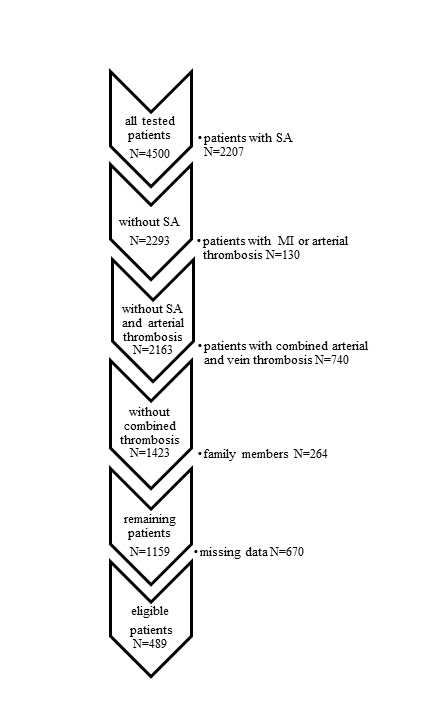 all tested
patients
N=4500
•patients with SA
N=2207
without SA
N=2293
•patients with MI or arterial
thrombosis N=130
without SA
and arterial
thrombosis
N=2163
•patients with combined arterial
and vein thrombosis N=740
without
combined
thrombosis
N=1423
•family members N=264
remaining
patients
N=1159
•missing data N=670
eligible
patients
N=489